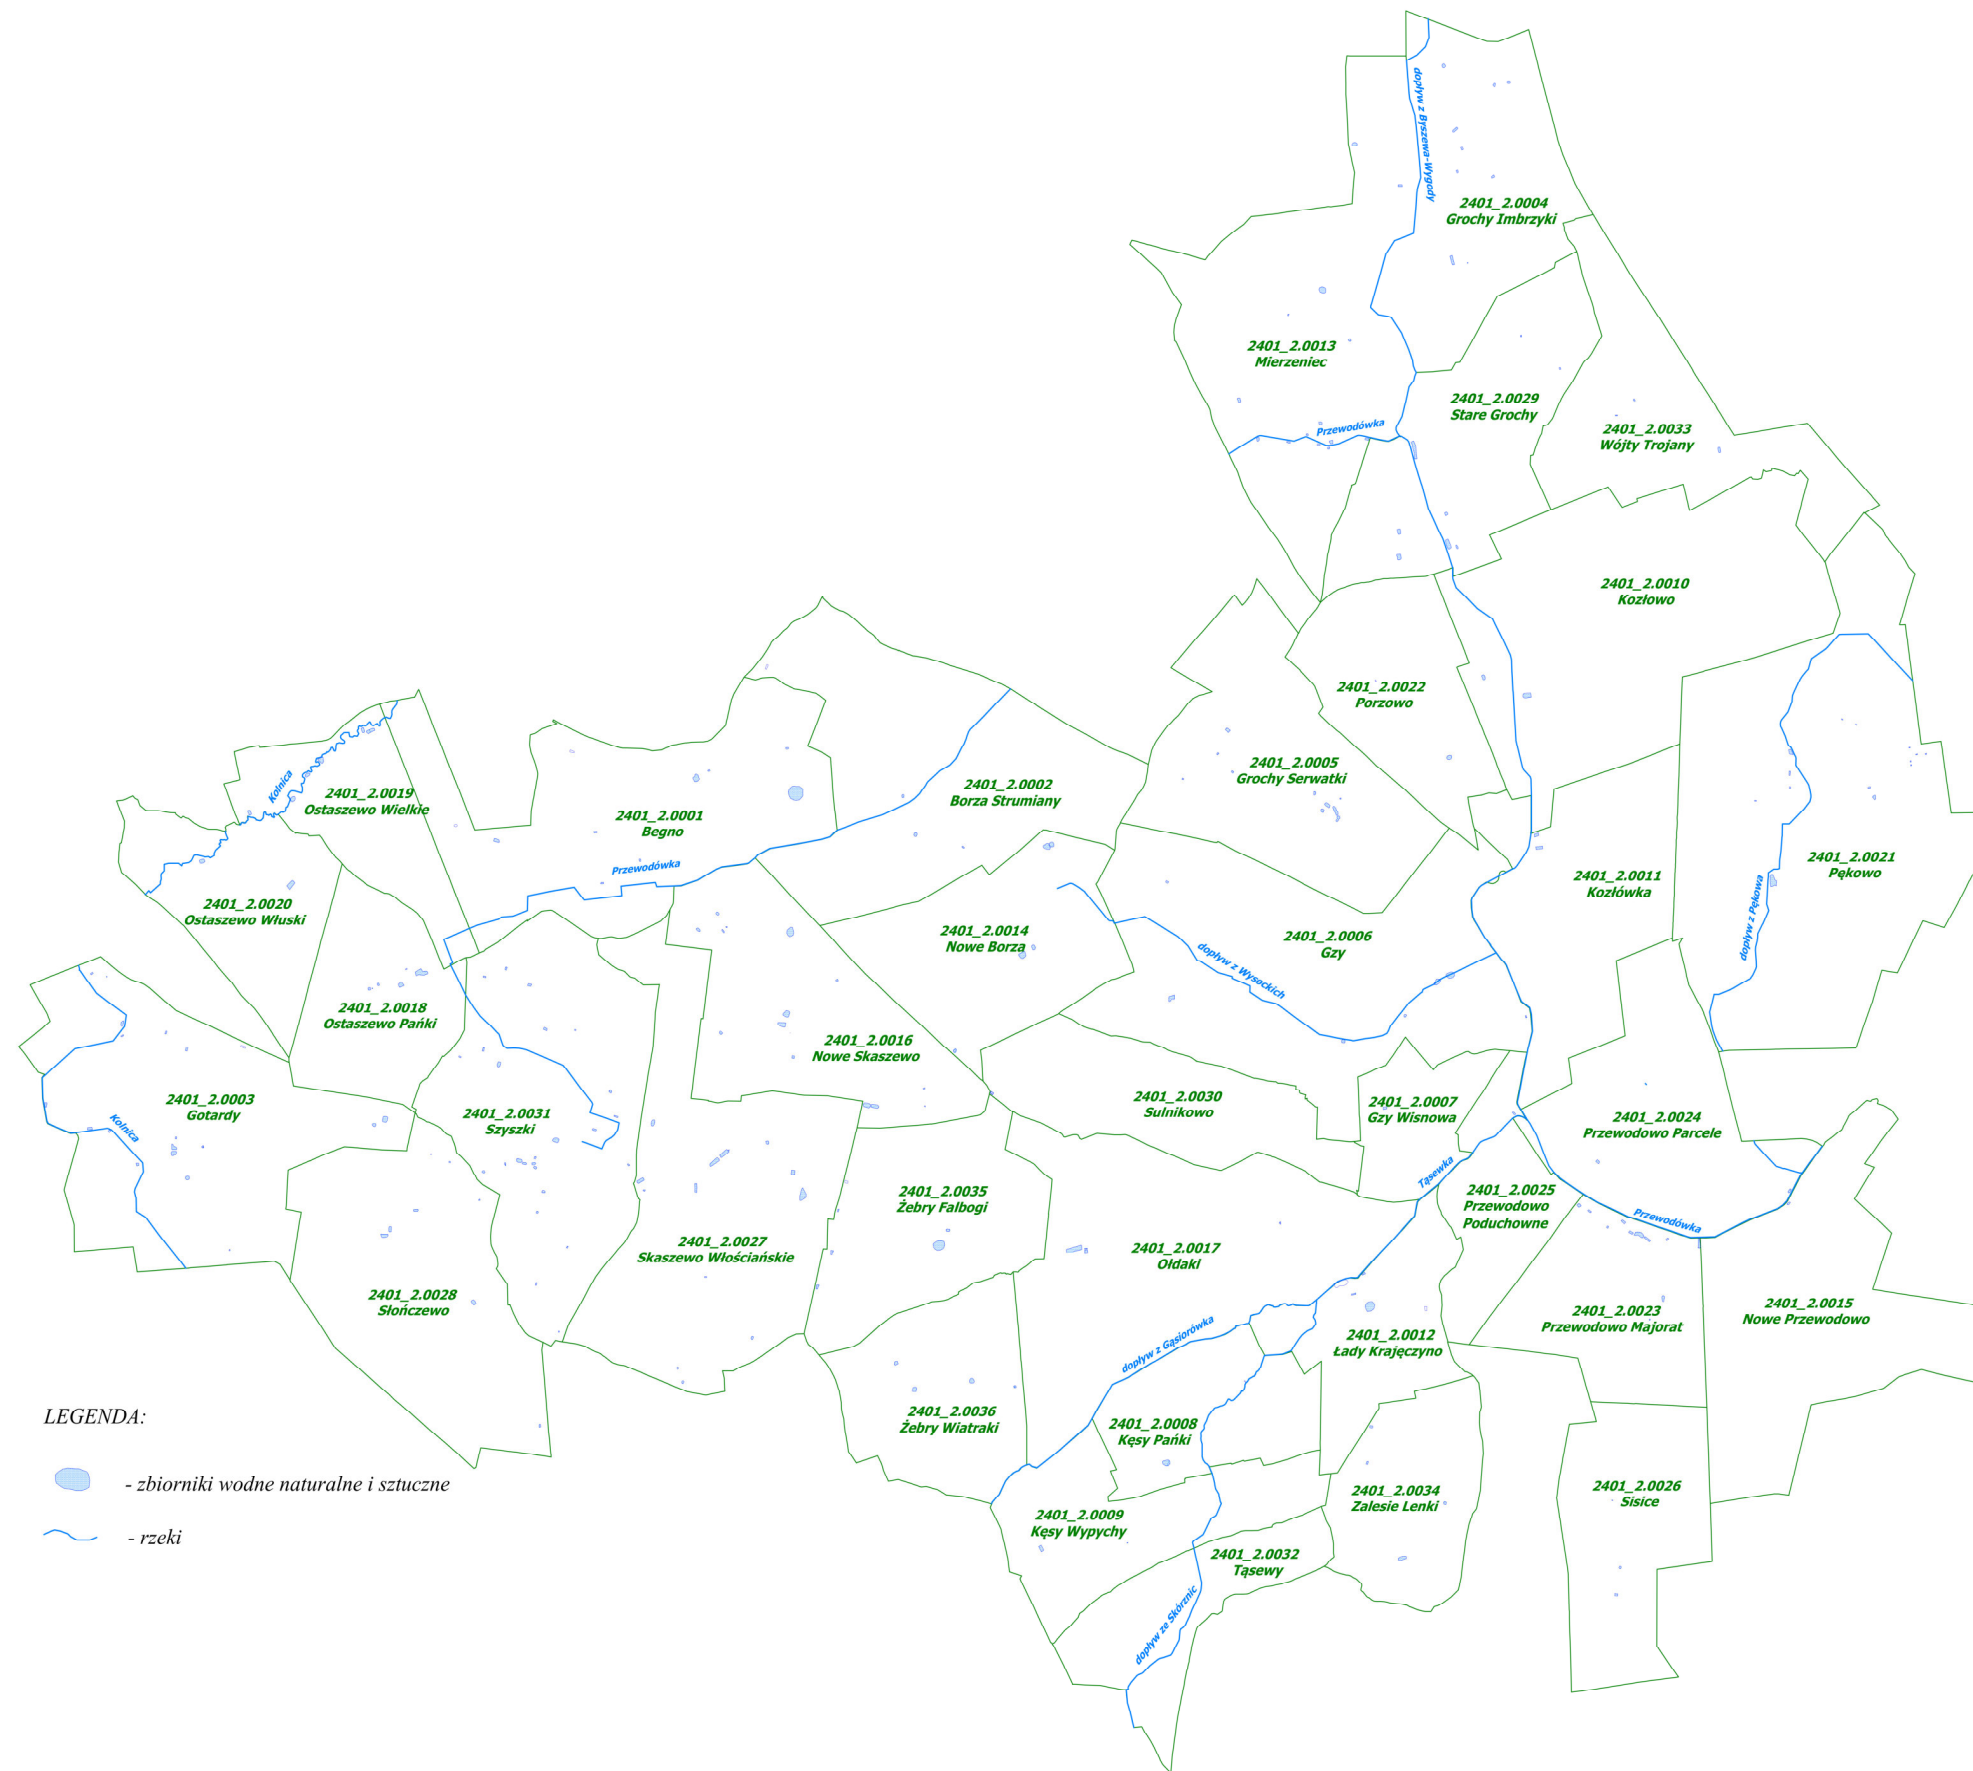 dopływ z Byszewa-Wygody
2401_2.0004
Grochy Imbrzyki
2401_2.0013
Mierzeniec
2401_2.0029
Stare Grochy
Przewodówka
2401_2.0033
Wójty Trojany
2401_2.0010
Kozłowo
2401_2.0022
Porzowo
2401_2.0005
Grochy Serwatki
2401_2.0002
Borza Strumiany
Kolnica
2401_2.0019
Ostaszewo Wielkie
2401_2.0001
Begno
Przewodówka
2401_2.0021
Pękowo
2401_2.0011
Kozłówka
dopływ z Pękowa
2401_2.0020
Ostaszewo Włuski
2401_2.0014
Nowe Borza
2401_2.0006
Gzy
dopływ z Wysockich
2401_2.0018
Ostaszewo Pańki
2401_2.0016
Nowe Skaszewo
2401_2.0003
Gotardy
Kolnica
2401_2.0031
Szyszki
2401_2.0030
Sulnikowo
2401_2.0007
Gzy Wisnowa
2401_2.0024
Przewodowo Parcele
Tąsewka
2401_2.0035
Żebry Falbogi
2401_2.0025
Przewodowo
Poduchowne
Przewodówka
2401_2.0027
Skaszewo Włościańskie
2401_2.0017
Ołdaki
2401_2.0028
Słończewo
2401_2.0023
Przewodowo Majorat
2401_2.0015
Nowe Przewodowo
dopływ z Gąsiorówka
2401_2.0012
Łady Krajęczyno
2401_2.0036
Żebry Wiatraki
2401_2.0008
Kęsy Pańki
2401_2.0034
Zalesie Lenki
2401_2.0026
Sisice
2401_2.0009
Kęsy Wypychy
2401_2.0032
Tąsewy
dopływ ze Skórznic
LEGENDA:
- zbiorniki wodne naturalne i sztuczne
- rzeki